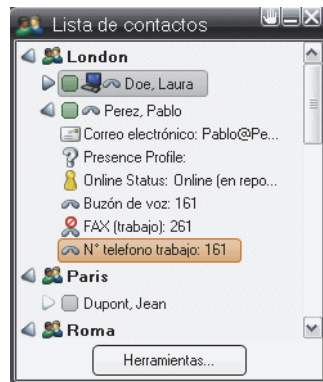 Lista de contactos
London
Doe, Laura
Perez, Pablo
Correo electrónico: Pablo@Pe...
Presence Profile:
Online Status: Online (en repo...
Buzón de voz: 161
FAX (trabajo): 261
N° telefono trabajo: 161
Paris
Dupont, Jean
Roma
Herramientas...